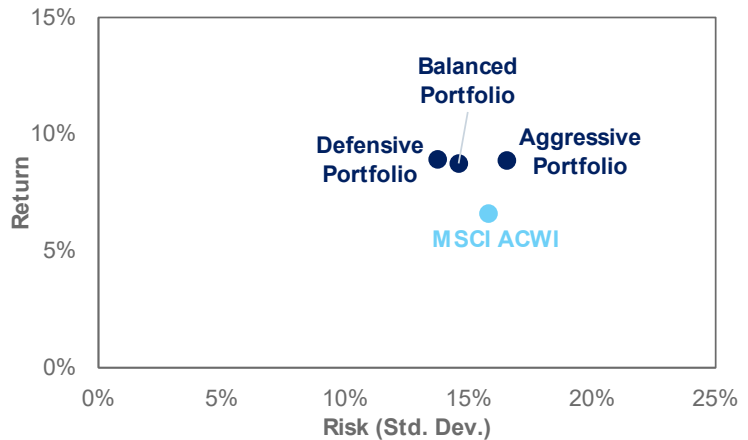 15%
Balanced
Portfolio
10%
Defensive
Portfolio
Aggressive
Portfolio
Return
5%
MSCI ACWI
0%
0%
5%
10%
15%
20%
25%
Risk (Std. Dev.)